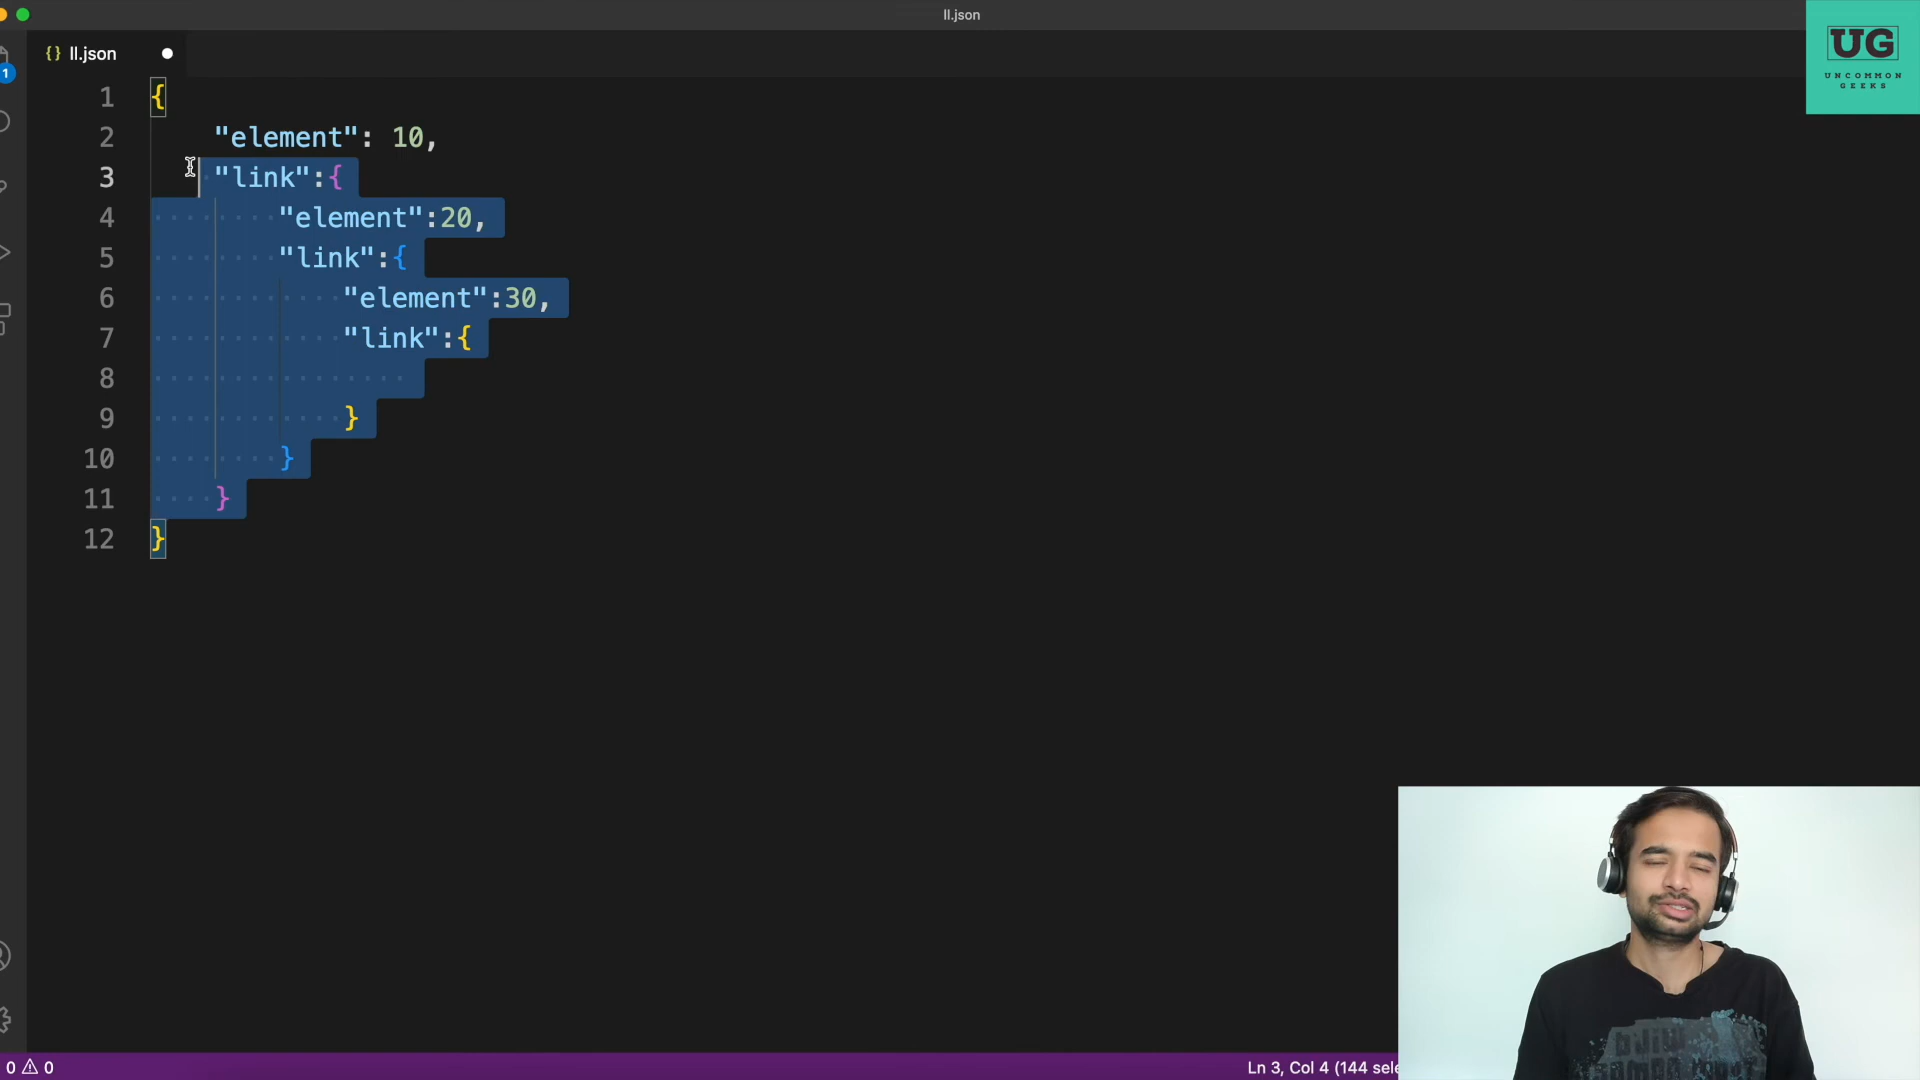 ll.json
UG
UNCOMMON
GEEKS
{} ll.json
1
1 {
2 "element": 10,
3 "link":{
4 "element":20,
5 "link":{
6 "element":30,
7 "link":{
8
9 }
10 }
11 }
12 }
0 0 Ln 3, Col 4 (144 sele